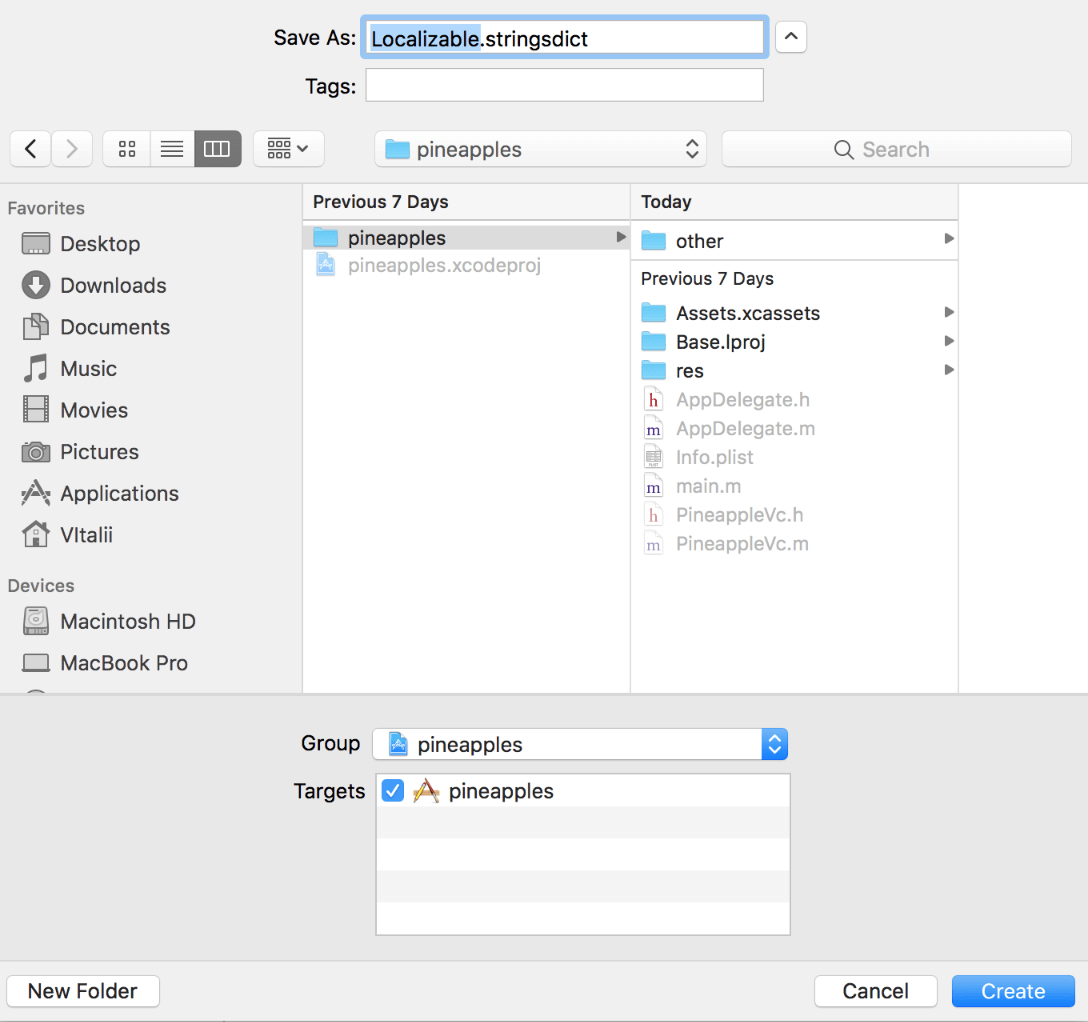 Save As: Localizable.stringsdict
Tags:
pineapples
Search
Favorites
Desktop
Downloads
Documents
Music
Movies
Pictures
Applications
VItalii
Devices
Macintosh HD
MacBook Pro
Previous 7 Days
pineapples
pineapples.xcodeproj
Today
other
Previous 7 Days
Assets.xcassets
Base.lproj
res
h AppDelegate.h
m AppDelegate.m
Info.plist
m main.m
h PineappleVc.h
m PineappleVc.m
Group pineapples
Targets pineapples
New Folder
Cancel
Create